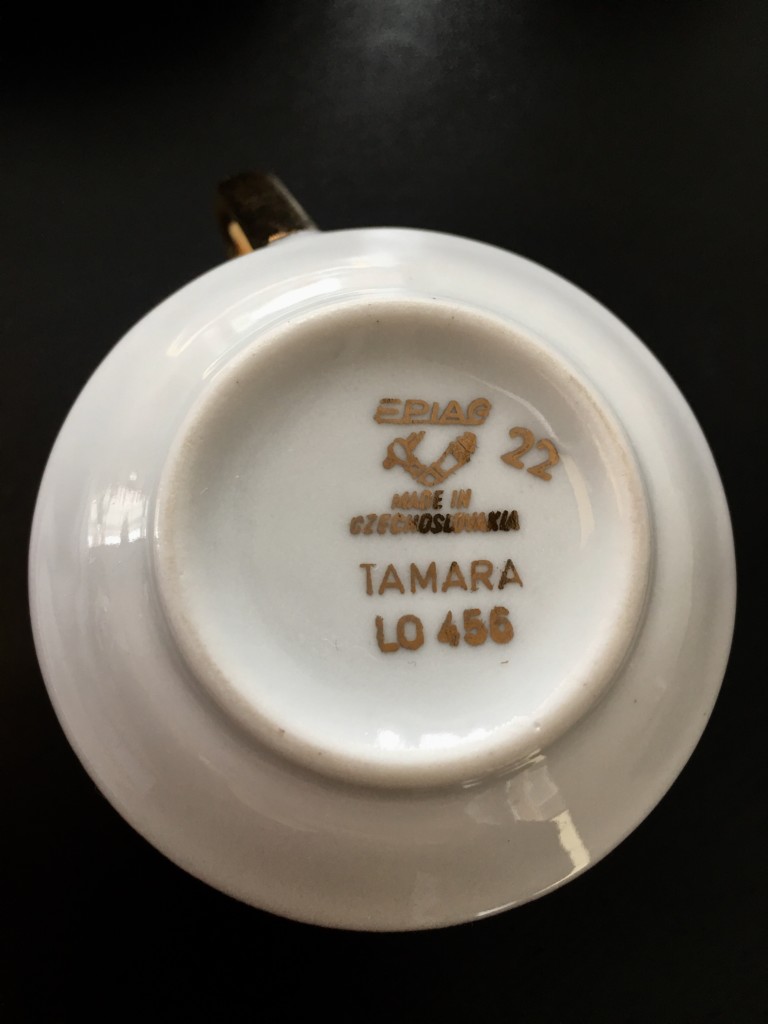 EPIAG
22
MADE IN
CZECHOSLOVAKIA
TAMARA
LO 456